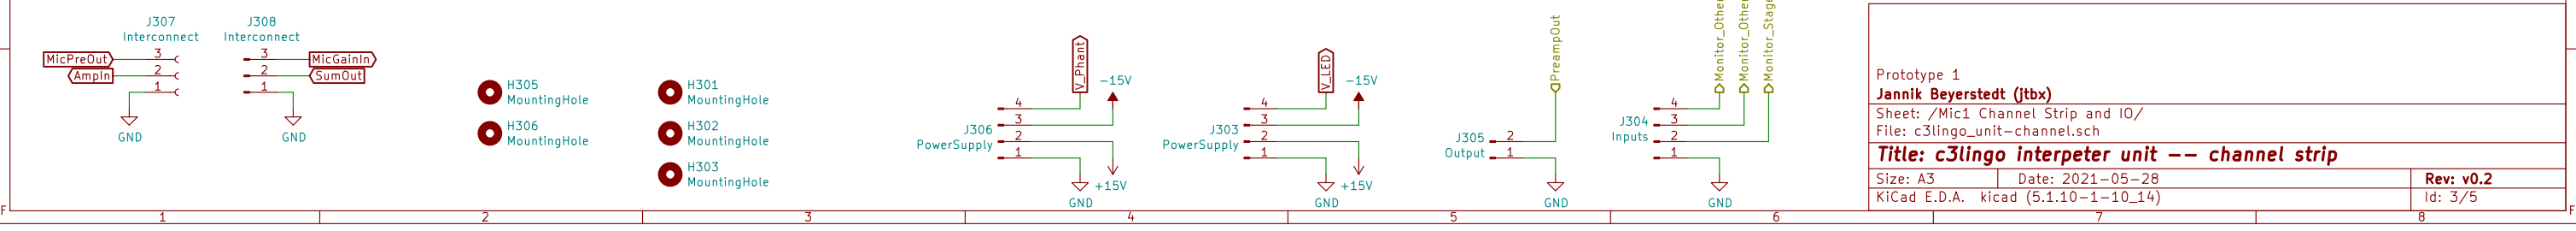 J307
Interconnect
MicPreOut
3
AmpIn
2
1
GND
J308
Interconnect
3
MicGainIn
2
SumOut
1
GND
H305
MountingHole
H306
MountingHole
H301
MountingHole
H302
MountingHole
H303
MountingHole
V_Phant
-15V
4
3
J306
2
PowerSupply
1
+15V
GND
V_LED
-15V
4
3
J303
2
PowerSupply
1
+15V
GND
PreampOut
J305
2
Output
1
GND
Monitor_Other
Monitor_Other
Monitor_Stage
4
J304
3
Inputs
2
1
GND
Prototype 1
Jannik Beyerstedt (jtbx)
Sheet: /Mic1 Channel Strip and IO/
File: c3lingo_unit-channel.sch
Title: c3lingo interpeter unit -- channel strip
Size: A3
Date: 2021-05-28
Rev: v0.2
KiCad E.D.A. kicad (5.1.10-1-10_14)
Id: 3/5
F
F
1
2
3
4
5
6
7
8